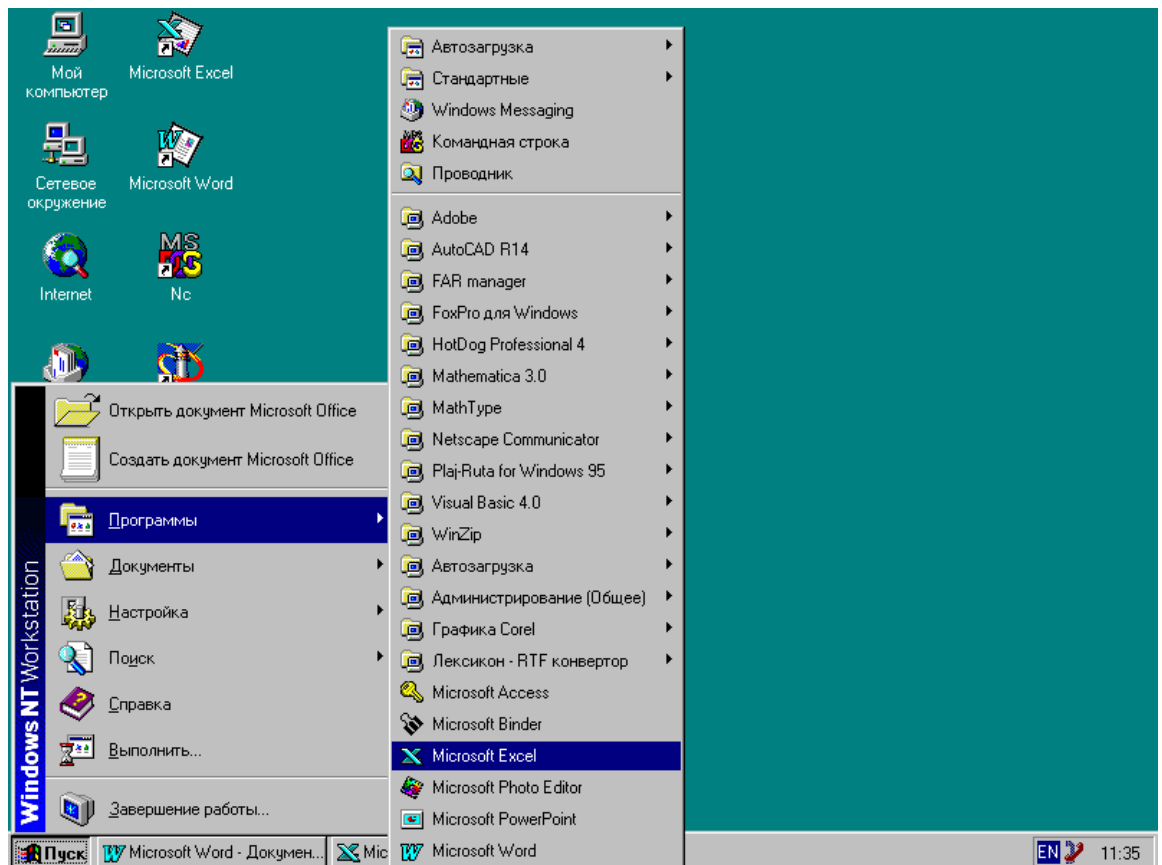 Мой
компьютер
Microsoft Excel
Сетевое
окружение
Microsoft Word
Internet
MS
Nc
Открыть документ Microsoft Office
Создать документ Microsoft Office
Программы
Документы
Настройка
Поиск
Справка
Выполнить...
Завершение работы...
Windows NT Workstation
Автозагрузка
Стандартные
Windows Messaging
Командная строка
Проводник
Adobe
AutoCAD R14
FAR manager
FoxPro для Windows
HotDog Professional 4
Mathematica 3.0
MathType
Netscape Communicator
Plaj-Ruta for Windows 95
Visual Basic 4.0
WinZip
Автозагрузка
Администрирование (Общее)
Графика Corel
Лексикон - RTF конвертор
Microsoft Access
Microsoft Binder
Microsoft Excel
Microsoft Photo Editor
Microsoft PowerPoint
Microsoft Word
Пуск
Microsoft Word - Докумен...
Mic
EN
11:35